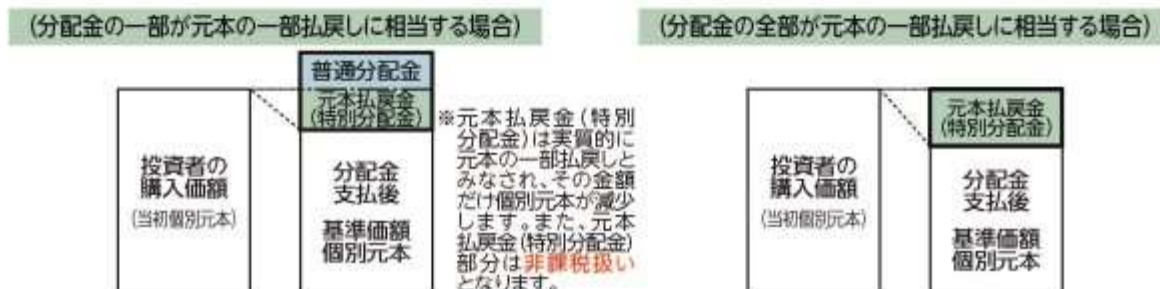 (分配金の一部が元本の一部払戻しに相当する場合)
普通分配金
元本払戻金
(特別分配金)
投資者の
購入価額
(当初個別元本)
分配金
支払後
基準価額
個別元本
※元本払戻金(特別
分配金)は実質的に
元本の一部払戻しと
みなされ、その金額
だけ個別元本が減少
します。また、元本
払戻金(特別分配金)
部分は非課税扱い
となります。
(分配金の全部が元本の一部払戻しに相当する場合)
元本払戻金
(特別分配金)
投資者の
購入価額
(当初個別元本)
分配金
支払後
基準価額
個別元本